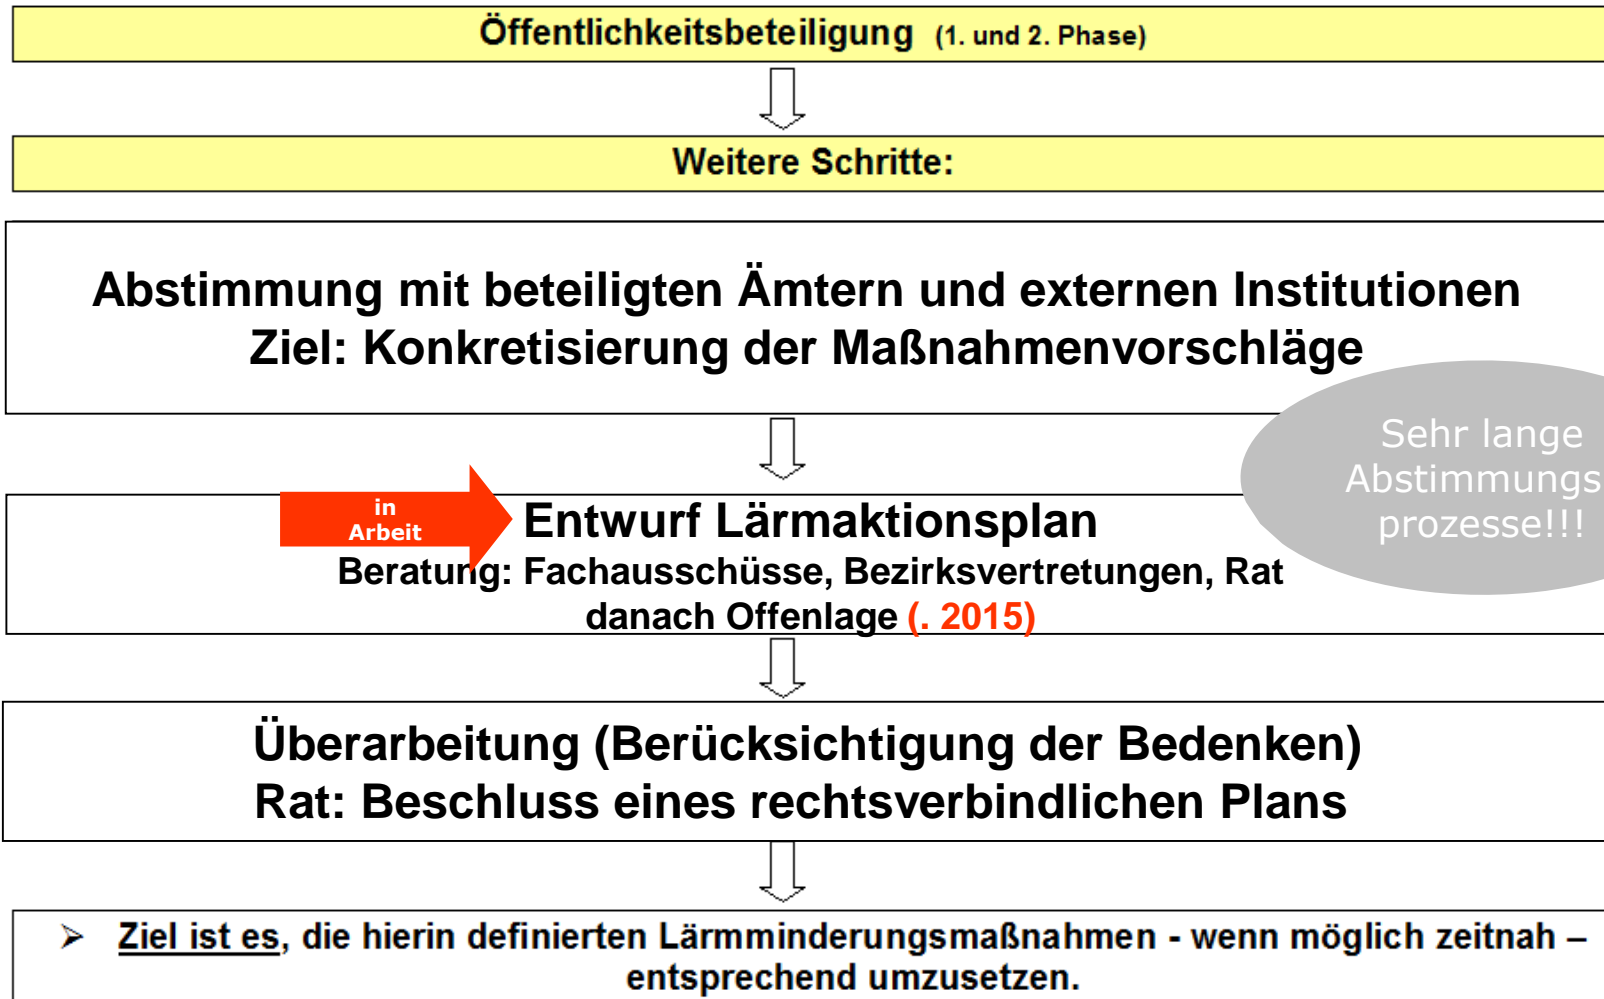 Öffentlichkeitsbeteiligung (1. und 2. Phase)
Weitere Schritte:
Abstimmung mit beteiligten Ämtern und externen Institutionen
Ziel: Konkretisierung der Maßnahmenvorschläge
Sehr lange
Abstimmungs
prozesse!!!
in
Arbeit
Entwurf Lärmaktionsplan
Beratung: Fachausschüsse, Bezirksvertretungen, Rat
danach Offenlage (. 2015)
Überarbeitung (Berücksichtigung der Bedenken)
Rat: Beschluss eines rechtsverbindlichen Plans
➢ Ziel ist es, die hierin definierten Lärmminderungsmaßnahmen - wenn möglich zeitnah –
entsprechend umzusetzen.